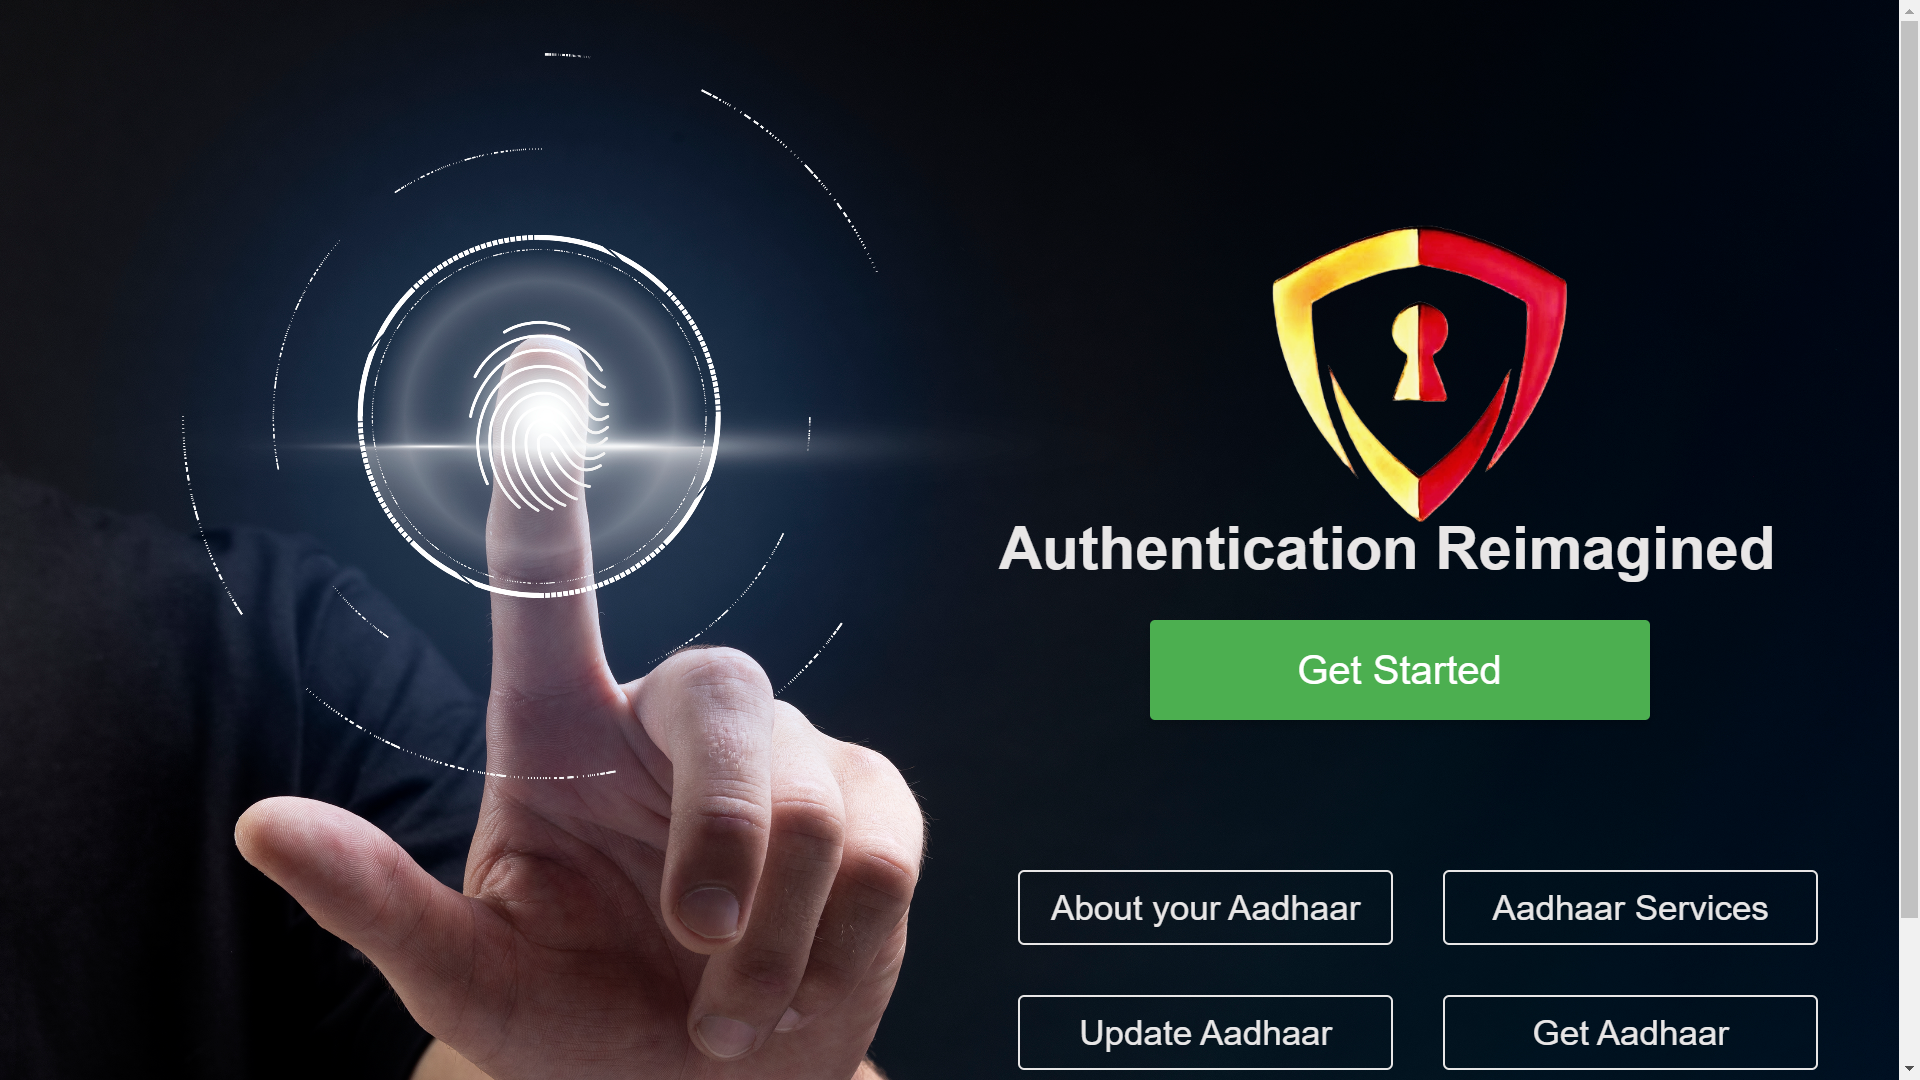 Authentication Reimagined
Get Started
About your Aadhaar
Aadhaar Services
Update Aadhaar
Get Aadhaar